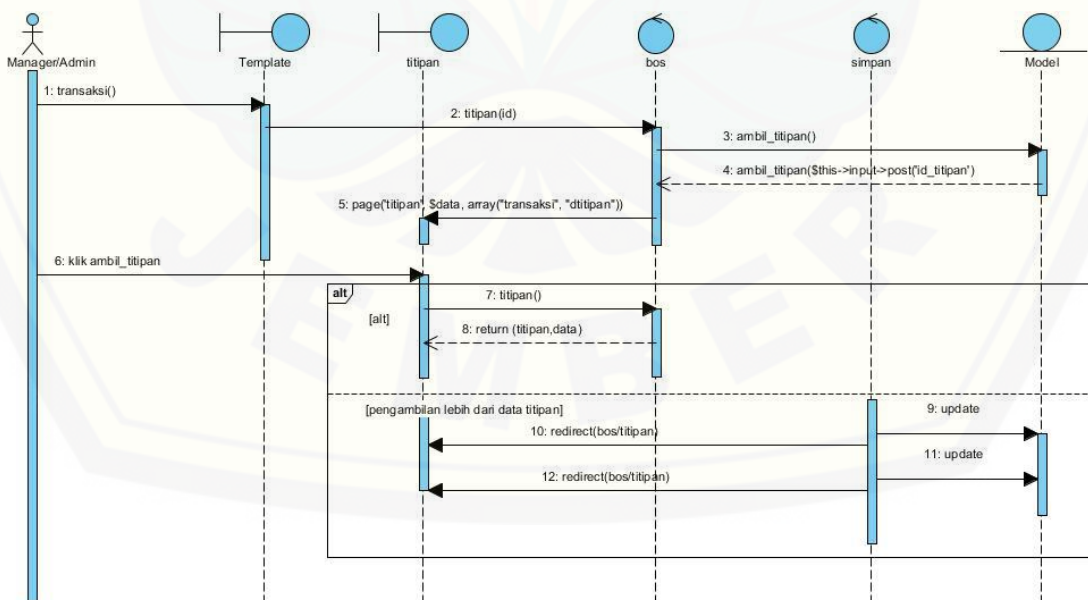 Manager/Admin
Template
titipan
bos
simpan
Model
1: transaksi()
2: titipan(id)
3: ambil_titipan()
4: ambil_titipan($this->input->post('id_titipan')
5: page('titipan', $data, array("transaksi", "dtitipan"))
6: klik ambil_titipan
alt
7: titipan()
[alt]
8: return (titipan,data)
[pengambilan lebih dari data titipan]
9: update
10: redirect(bos/titipan)
11: update
12: redirect(bos/titipan)
JEMBER